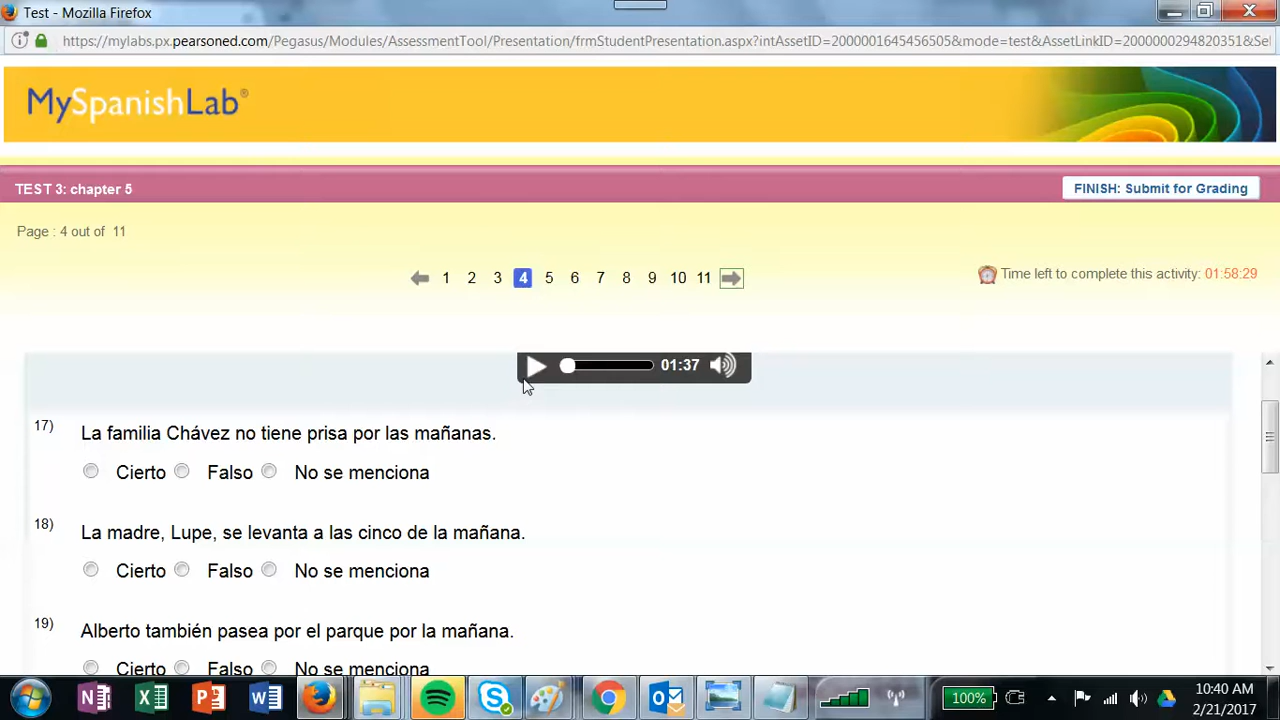 Test - Mozilla Firefox
https://mylabs.px.pearsoned.com/Pegasus/Modules/AssessmentTool/Presentation/frmStudentPresentation.aspx?intAssetID=2000001645456505&mode=test&AssetLinkID=2000000294820351&Sel
MySpanishLab®
TEST 3: chapter 5
FINISH: Submit for Grading
Page : 4 out of 11
1 2 3 4 5 6 7 8 9 10 11
Time left to complete this activity: 01:58:29
01:37
17) La familia Chávez no tiene prisa por las mañanas.
Cierto Falso No se menciona
18) La madre, Lupe, se levanta a las cinco de la mañana.
Cierto Falso No se menciona
19) Alberto también pasea por el parque por la mañana.
Cierto Falso No se menciona
100%
10:40 AM
2/21/2017